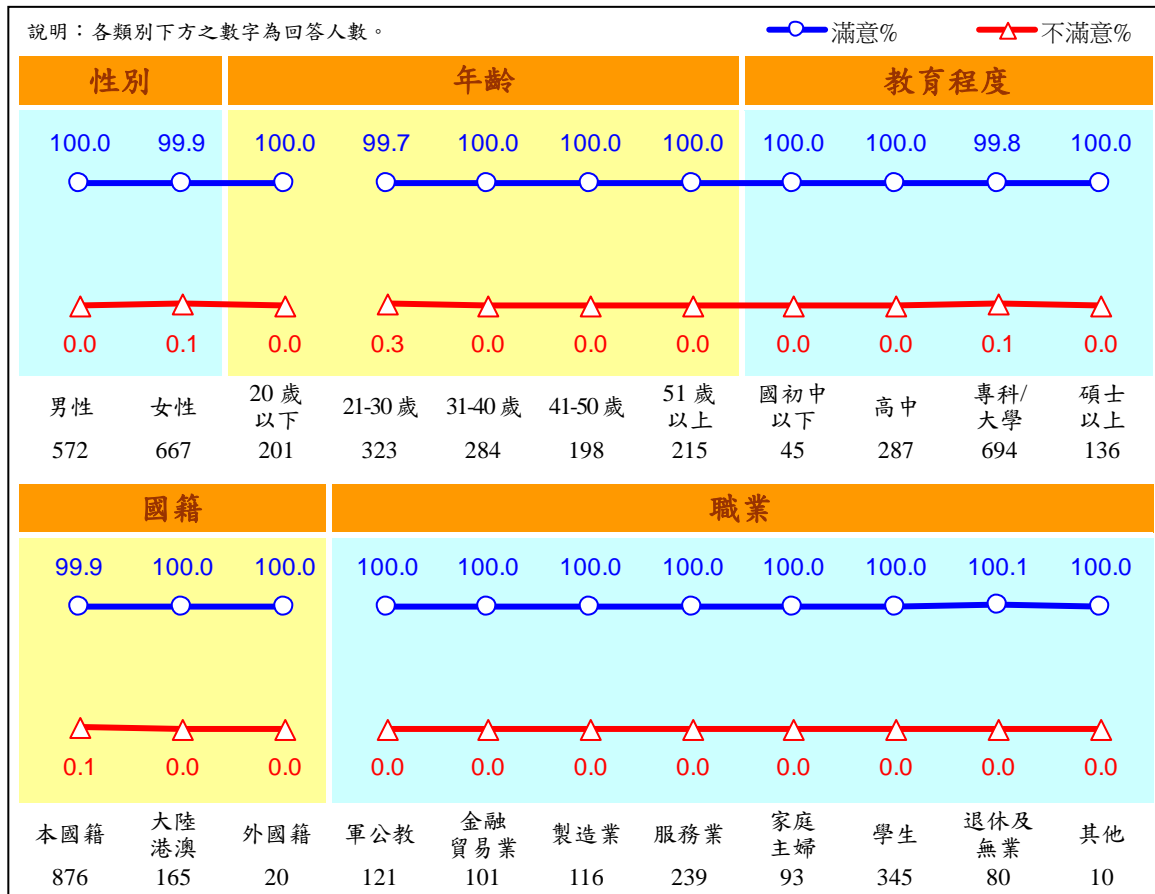 說明：各類別下方之數字為回答人數。
滿意% 不滿意%
性別 年齡 教育程度
100.0 99.9 100.0 99.7 100.0 100.0 100.0 100.0 100.0 99.8 100.0
0.0 0.1 0.0 0.3 0.0 0.0 0.0 0.0 0.0 0.1 0.0
男性 女性 20 歲 21-30 歲 31-40 歲 41-50 歲 51 歲 國初中 高中 專科/ 碩士
以下 以上 以下 大學 以上
572 667 201 323 284 198 215 45 287 694 136
國籍 職業
99.9 100.0 100.0 100.0 100.0 100.0 100.0 100.0 100.0 100.1 100.0
0.1 0.0 0.0 0.0 0.0 0.0 0.0 0.0 0.0 0.0 0.0
本國籍 大陸 外國籍 軍公教 金融 製造業 服務業 家庭 學生 退休及 其他
港澳 貿易業 主婦 無業
876 165 20 121 101 116 239 93 345 80 10